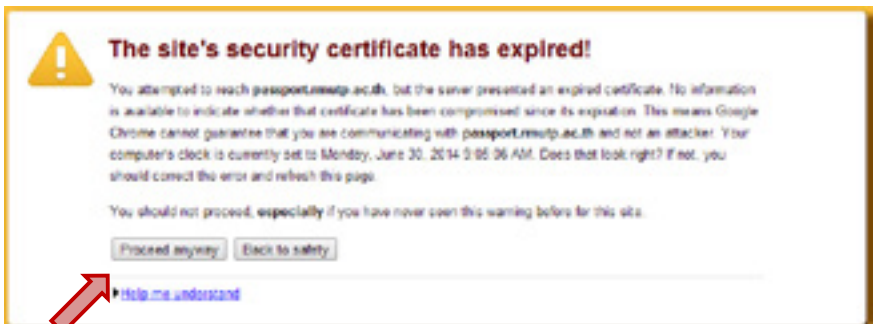 The site's security certificate has expired!
You attempted to reach passport.rmutp.ac.th, but the server presented an expired certificate. No information
is available to indicate whether that certificate has been compromised since its expiration. This means Google
Chrome cannot guarantee that you are communicating with passport.rmutp.ac.th and not an attacker. Your
computer's clock is currently set to Monday, June 30, 2014 9:05:06 AM. Does that look right? If not, you
should correct the error and refresh this page.
You should not proceed, especially if you have never seen this warning before for this site.
Proceed anyway Back to safety
Help me understand